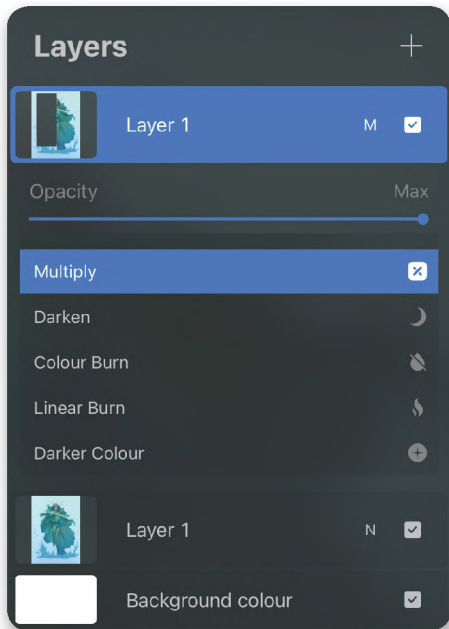 Layers
Layer 1 M
Opacity Max
Multiply
Darken
Colour Burn
Linear Burn
Darker Colour
Layer 1 N
Background colour